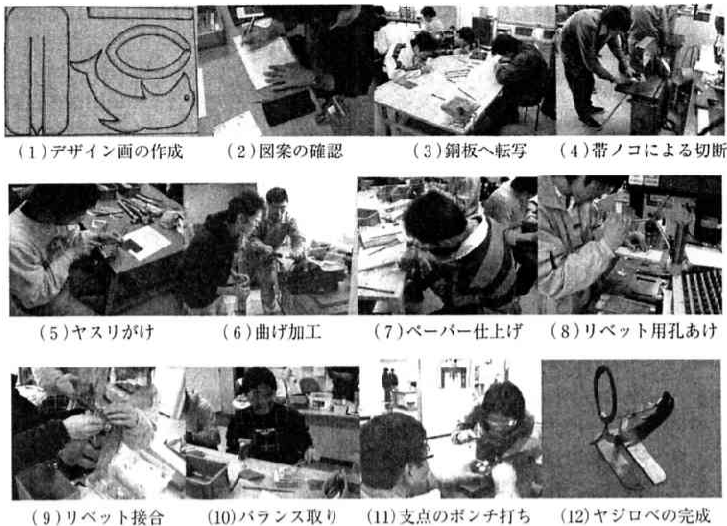 (1)デザイン画の作成
(2)図案の確認
(3)銅板へ転写
(4)帯ノコによる切断
(5)ヤスリがけ
(6)曲げ加工
(7)ペーパー仕上げ
(8)リベット用孔あけ
(9)リベット接合
(10)バランス取り
(11)支点のポンチ打ち
(12)ヤジロベの完成